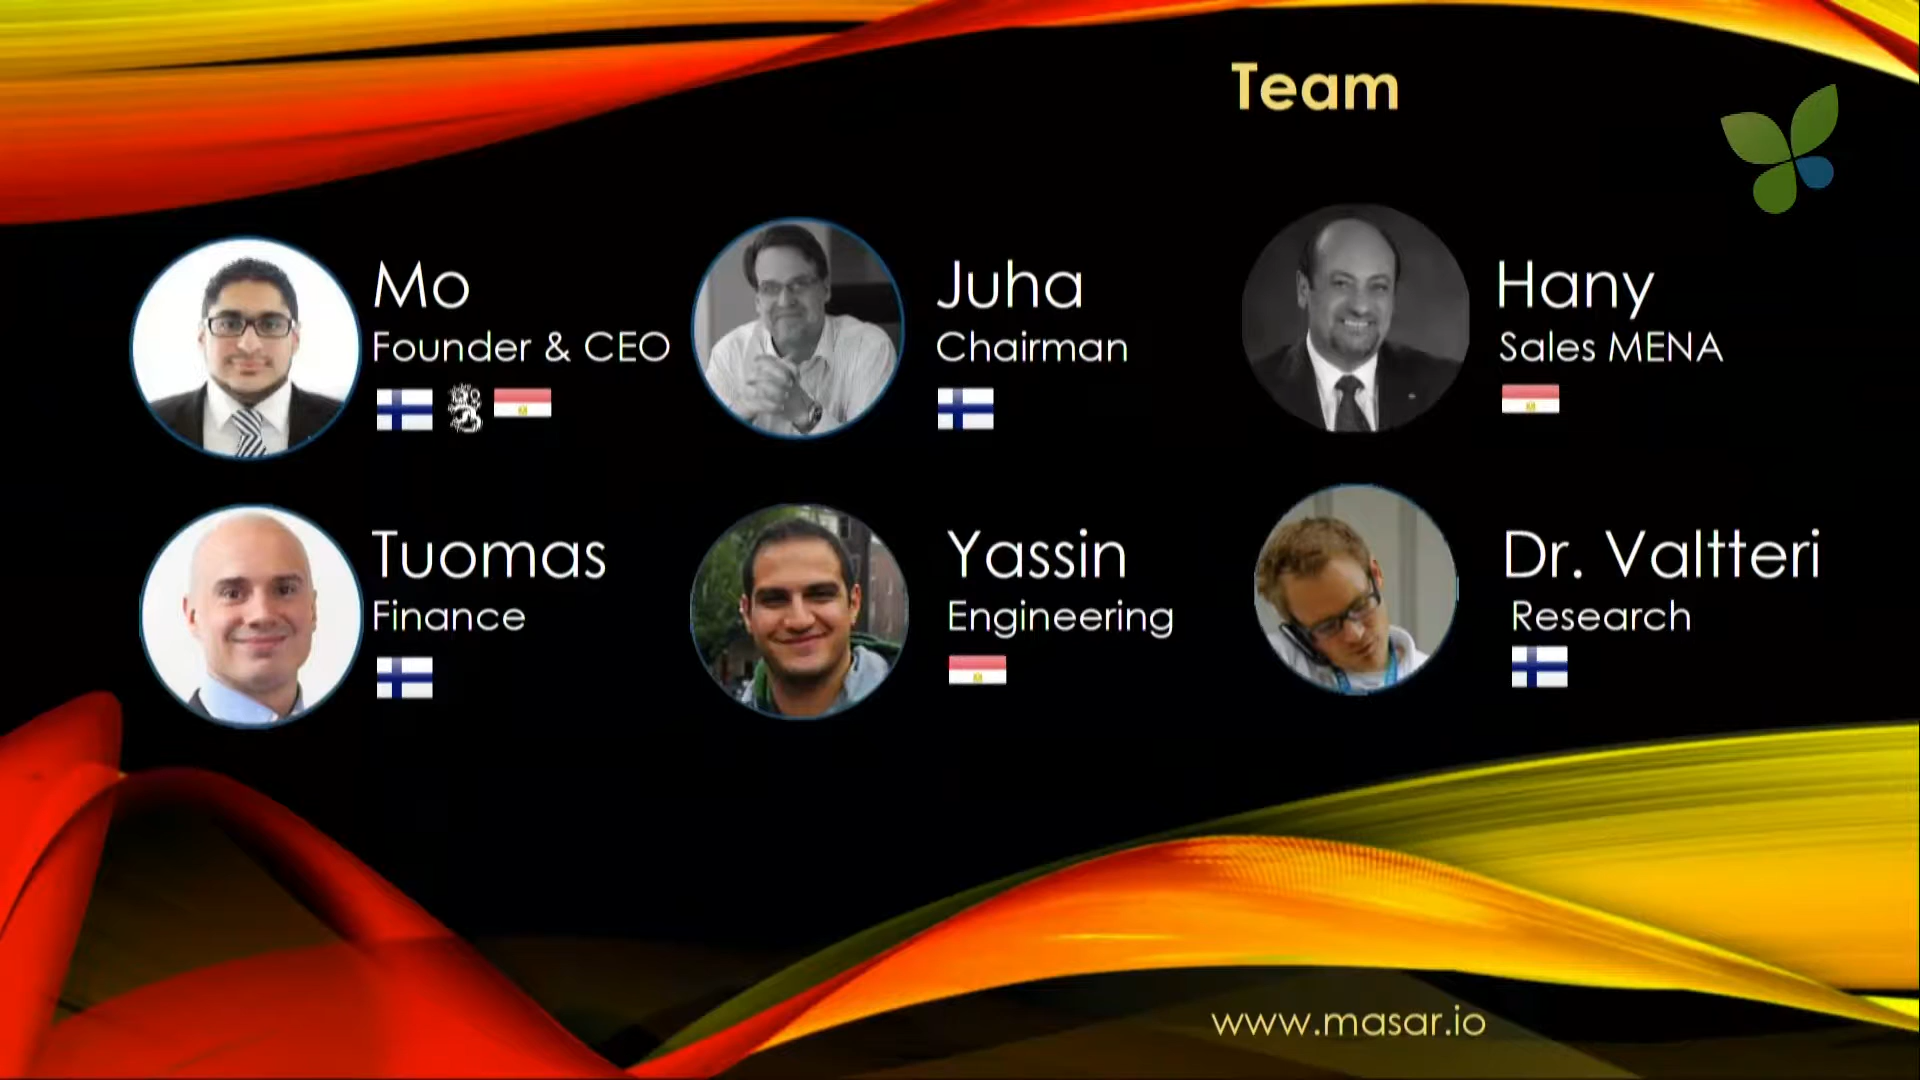 Team
Mo
Founder & CEO
Juha
Chairman
Hany
Sales MENA
Tuomas
Finance
Yassin
Engineering
Dr. Valtteri
Research
www.masar.io